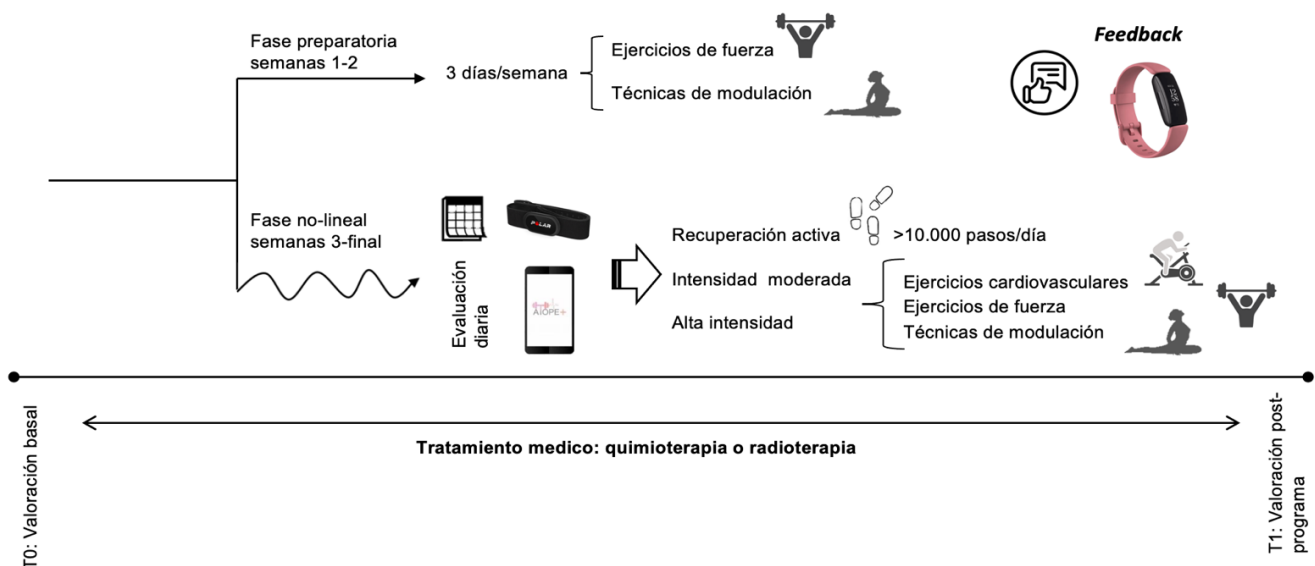 Fase preparatoria
semanas 1-2
3 días/semana
Ejercicios de fuerza
Técnicas de modulación
Feedback
Fase no-lineal
semanas 3-final
Evaluación
diaria
POLAR
AIOPE+
Recuperación activa
>10.000 pasos/día
Intensidad moderada
Alta intensidad
Ejercicios cardiovasculares
Ejercicios de fuerza
Técnicas de modulación
T0: Valoración basal
Tratamiento medico: quimioterapia o radioterapia
T1: Valoración post-
programa